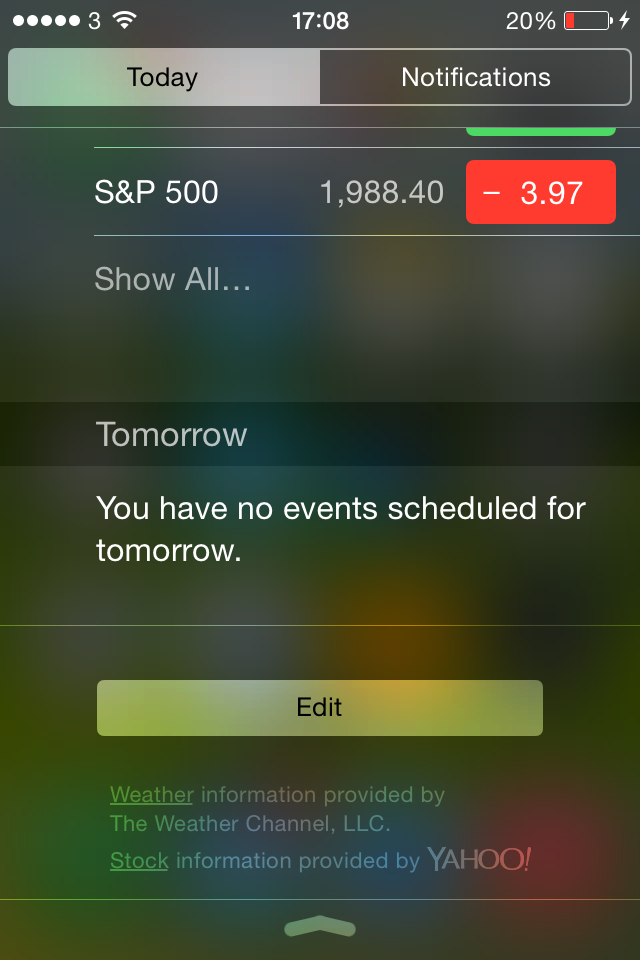 3 17:08 20%
Today Notifications
S&P 500 1,988.40 − 3.97
Show All...
Tomorrow
You have no events scheduled for
tomorrow.
Edit
Weather information provided by
The Weather Channel, LLC.
Stock information provided by YAHOO!